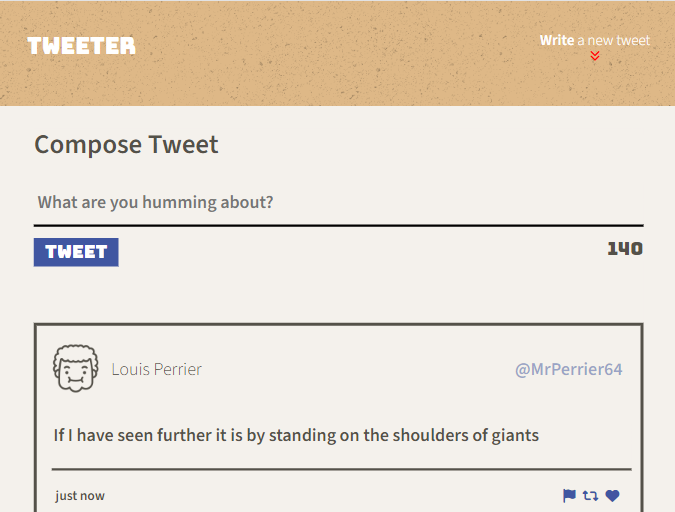 TWEETER
Write a new tweet
Compose Tweet
What are you humming about?
TWEET
140
Louis Perrier
@MrPerrier64
If I have seen further it is by standing on the shoulders of giants
just now